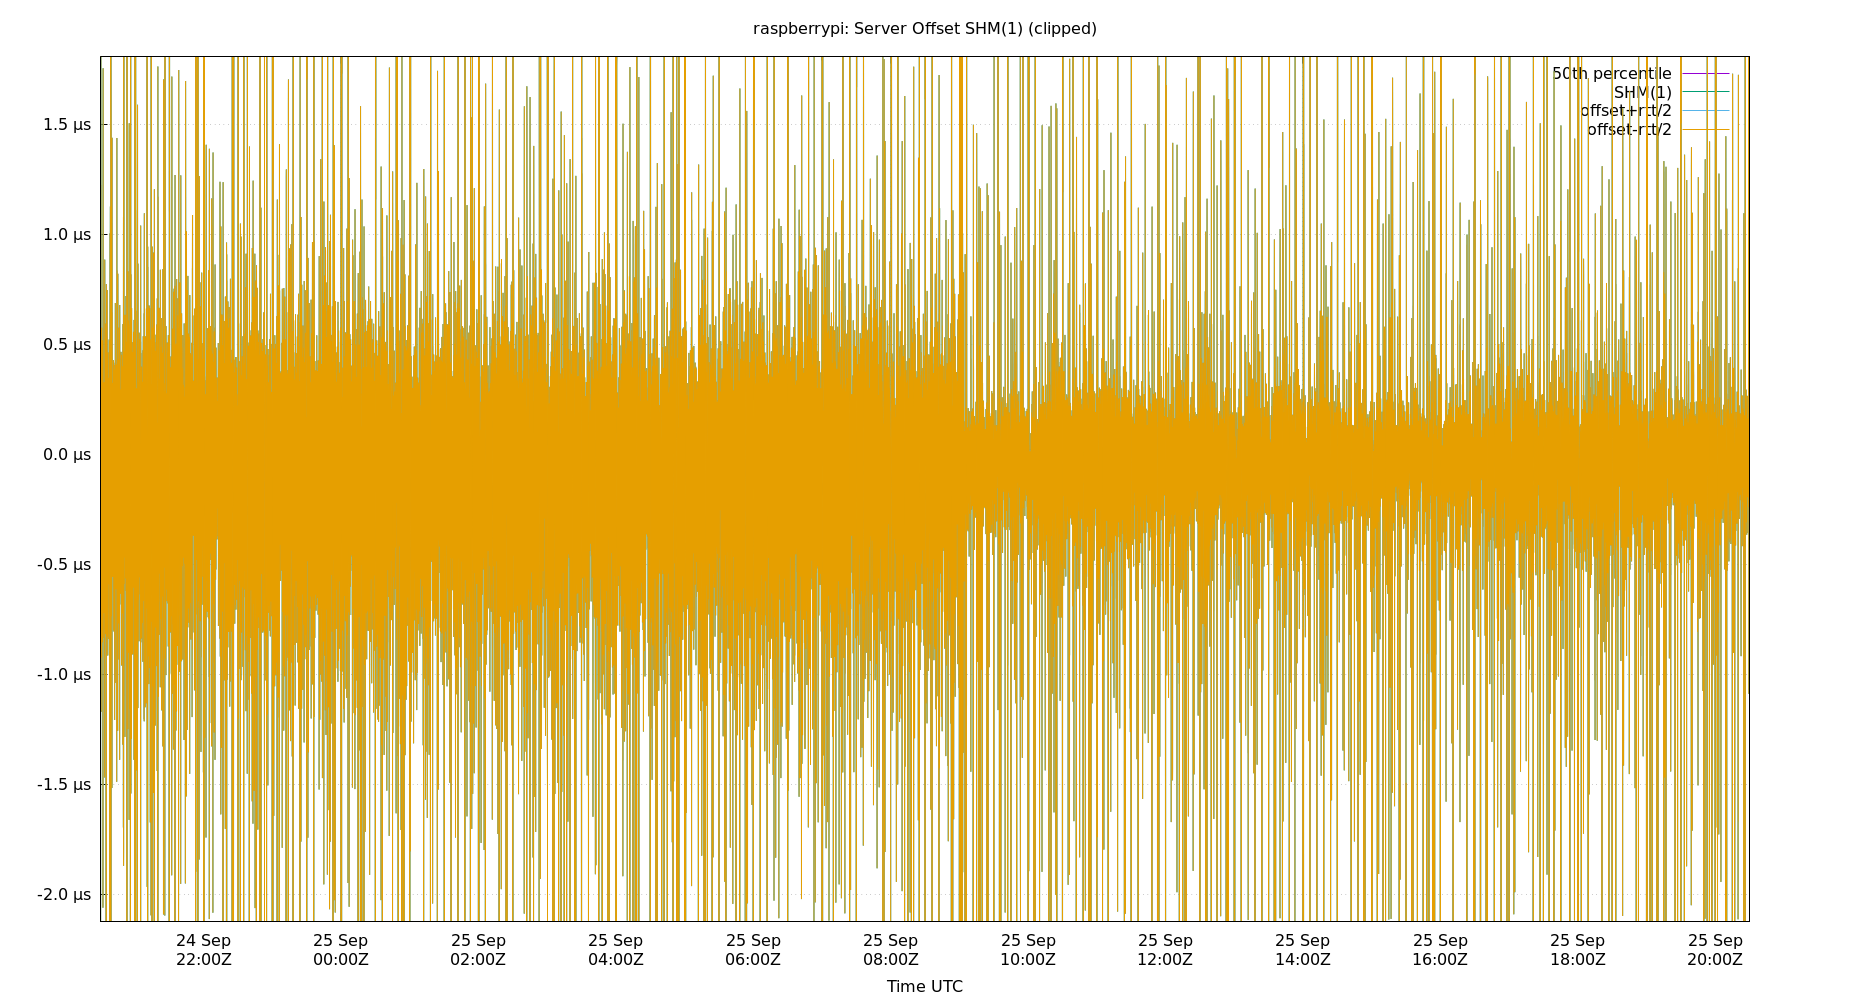 raspberrypi: Server Offset SHM(1) (clipped)
50th percentile
SHM(1)
offset+rtt/2
offset-rtt/2
1.5 µs
1.0 µs
0.5 µs
0.0 µs
-0.5 µs
-1.0 µs
-1.5 µs
-2.0 µs
24 Sep 25 Sep 25 Sep 25 Sep 25 Sep 25 Sep 25 Sep 25 Sep 25 Sep 25 Sep 25 Sep 25 Sep
22:00Z 00:00Z 02:00Z 04:00Z 06:00Z 08:00Z 10:00Z 12:00Z 14:00Z 16:00Z 18:00Z 20:00Z
Time UTC